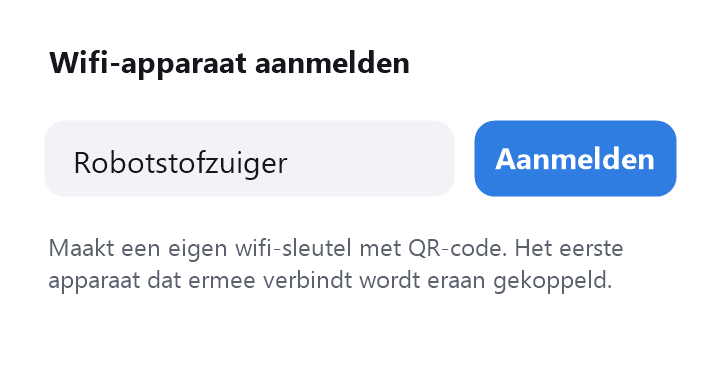 Wifi-apparaat aanmelden
Robotstofzuiger
Aanmelden
Maakt een eigen wifi-sleutel met QR-code. Het eerste
apparaat dat ermee verbindt wordt eraan gekoppeld.